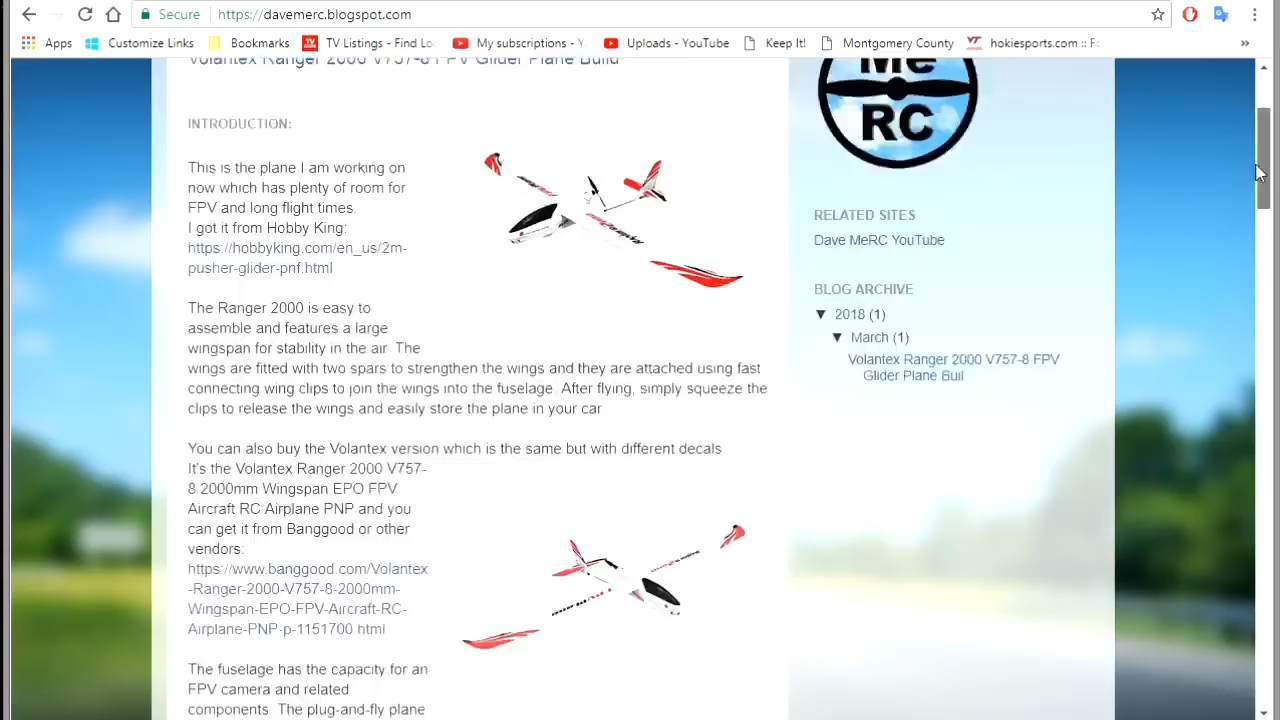 Secure
https://davemerc.blogspot.com
Apps
Customize Links
Bookmarks
TV Listings - Find Lo
My subscriptions - Y
Uploads - YouTube
Keep It!
Montgomery County
hokiesports.com :: Fo
»
Volantex Ranger 2000 V757-8 FPV Glider Plane Build
INTRODUCTION:
This is the plane I am working on
now which has plenty of room for
FPV and long flight times.
I got it from Hobby King:
https://hobbyking.com/en_us/2m-
pusher-glider-pnf.html
The Ranger 2000 is easy to
assemble and features a large
wingspan for stability in the air. The
wings are fitted with two spars to strengthen the wings and they are attached using fast
connecting wing clips to join the wings into the fuselage. After flying, simply squeeze the
clips to release the wings and easily store the plane in your car
You can also buy the Volantex version which is the same but with different decals
It's the Volantex Ranger 2000 V757-
8 2000mm Wingspan EPO FPV
Aircraft RC Airplane PNP and you
can get it from Banggood or other
vendors:
https://www.banggood.com/Volantex
-Ranger-2000-V757-8-2000mm-
Wingspan-EPO-FPV-Aircraft-RC-
Airplane-PNP-p-1151700.html
The fuselage has the capacity for an
FPV camera and related
components. The plug-and-fly plane
Me
RC
RELATED SITES
Dave MeRC YouTube
BLOG ARCHIVE
▼ 2018 (1)
▼ March (1)
Volantex Ranger 2000 V757-8 FPV
Glider Plane Buil